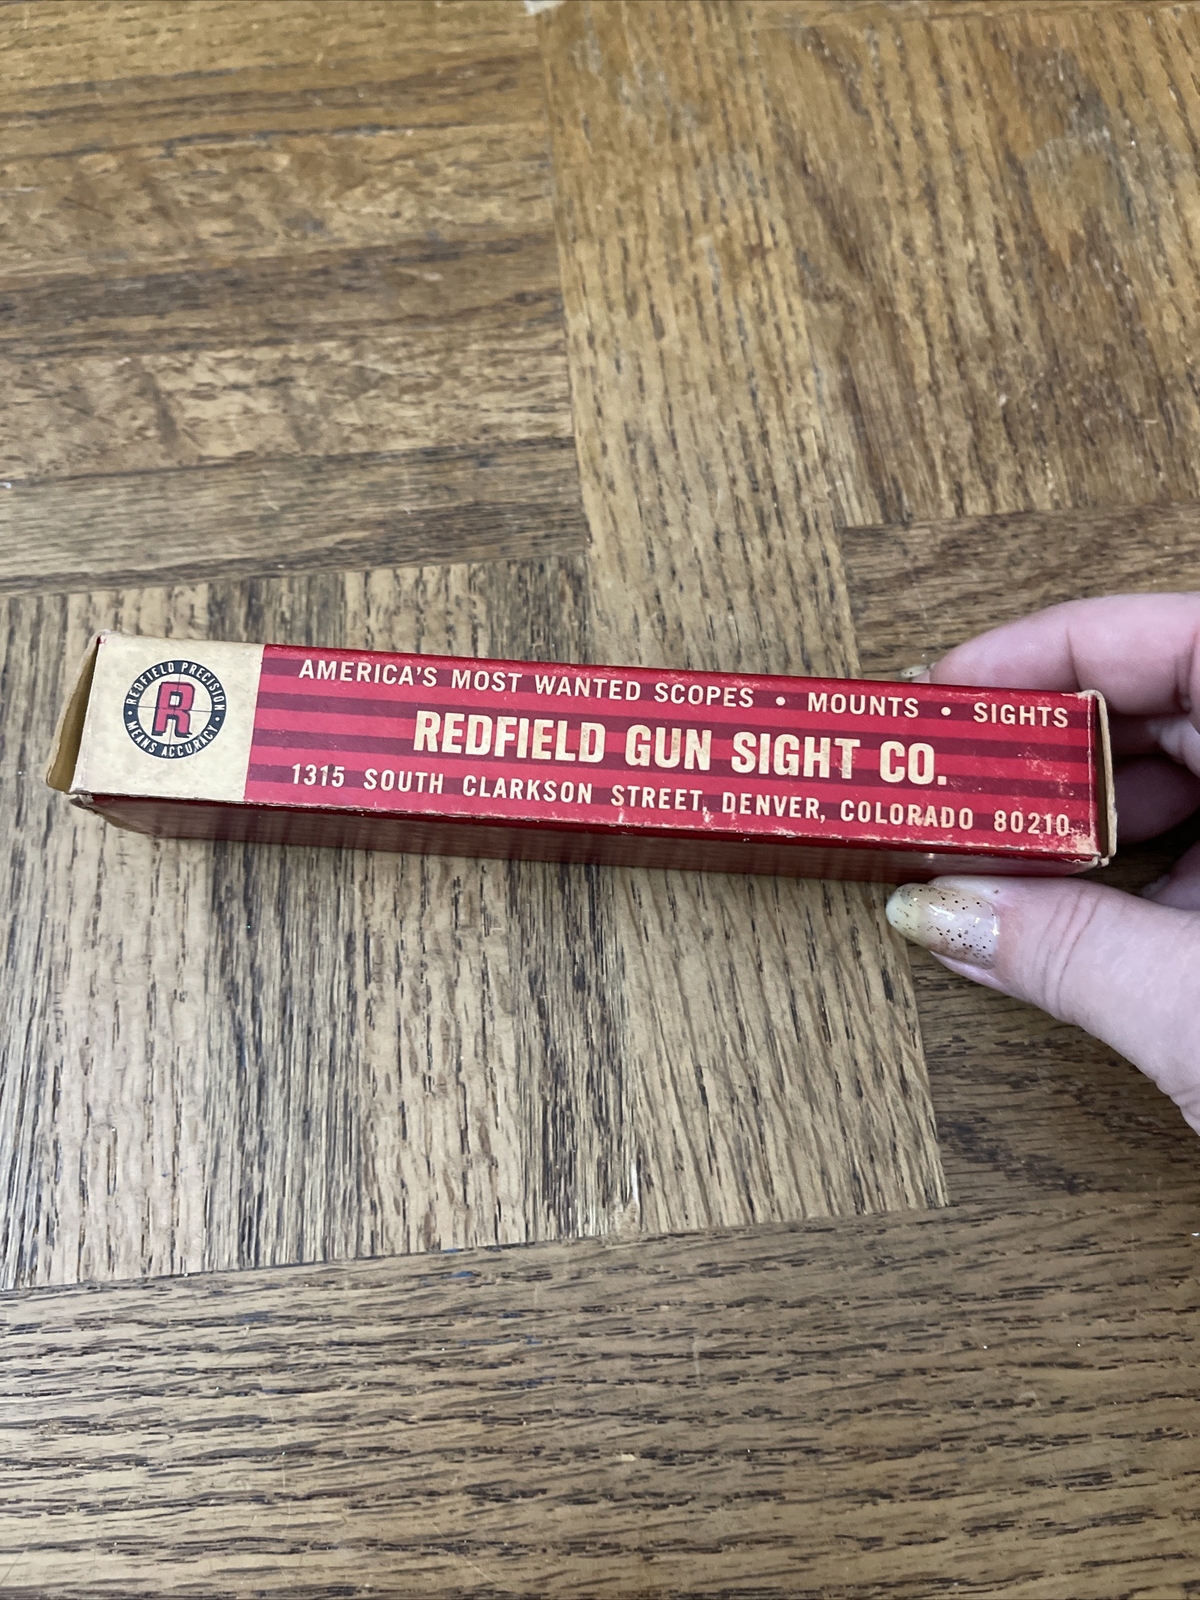 REDFIELD PRECISION
R
• MEANS ACCURACY •
AMERICA'S MOST WANTED SCOPES • MOUNTS • SIGHTS
REDFIELD GUN SIGHT CO.
1315 SOUTH CLARKSON STREET, DENVER, COLORADO 80210